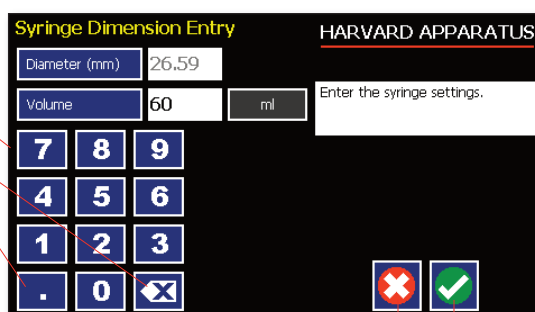 Syringe Dimension Entry
HARVARD APPARATUS
Diameter (mm) 26.59
Volume 60 ml
Enter the syringe settings.
7 8 9
4 5 6
1 2 3
. 0